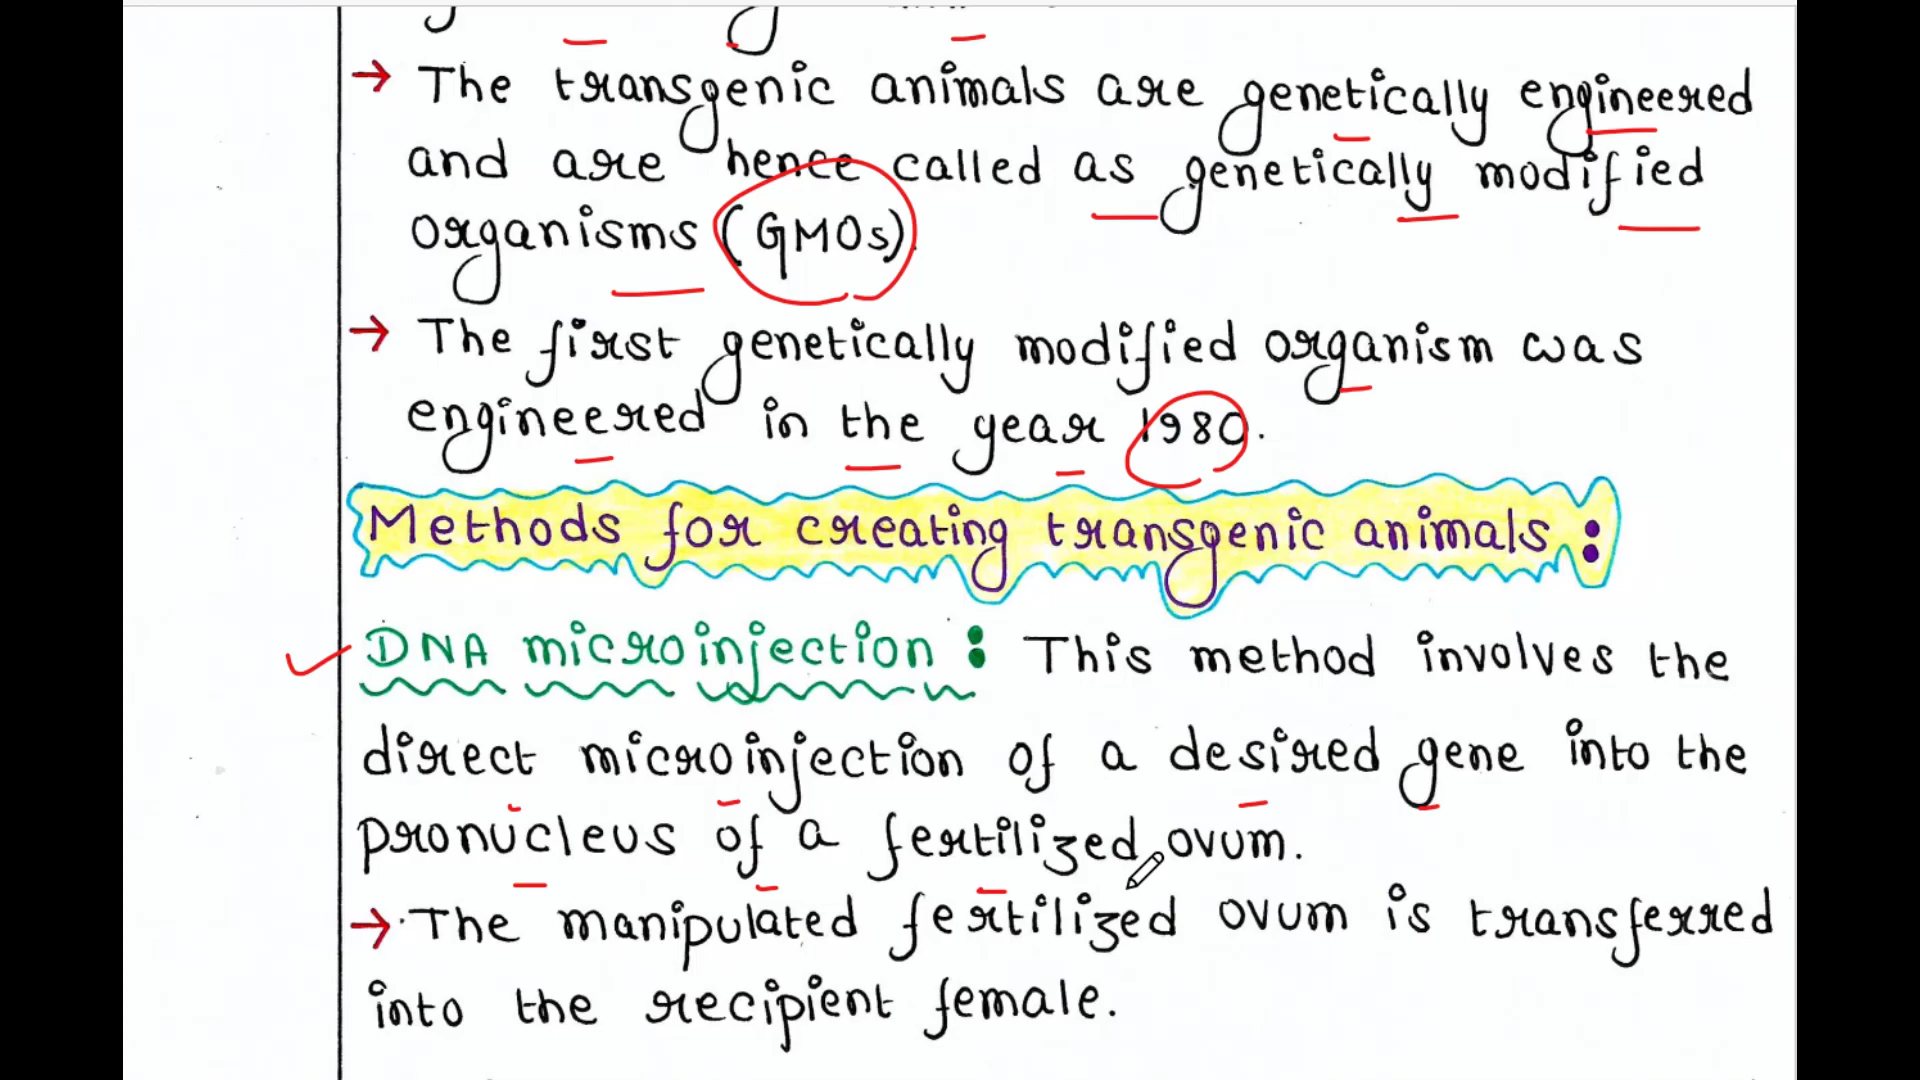 → The transgenic animals are genetically engineered
and are hence called as genetically modified
organisms (GMOs).
→ The first genetically modified organism was
engineered in the year 1980.
Methods for creating transgenic animals :
DNA microinjection : This method involves the
direct microinjection of a desired gene into the
pronucleus of a fertilized ovum.
→ The manipulated fertilized ovum is transferred
into the recipient female.